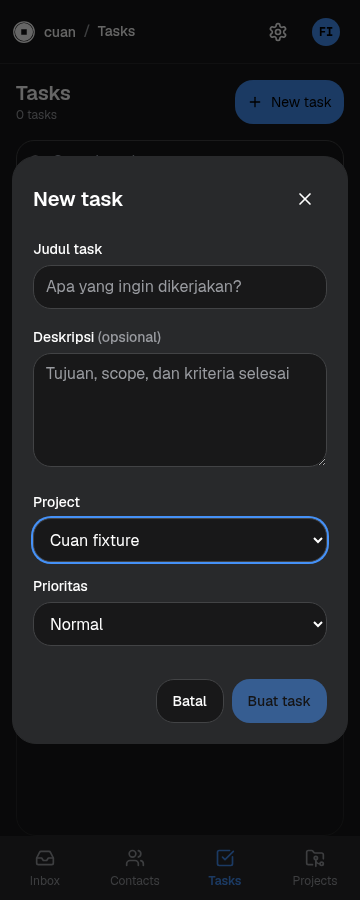 cuan / Tasks
FI
Tasks
0 tasks
+ New task
New task
Judul task
Apa yang ingin dikerjakan?
Deskripsi (opsional)
Tujuan, scope, dan kriteria selesai
Project
Cuan fixture
Prioritas
Normal
Batal
Buat task
Inbox
Contacts
Tasks
Projects